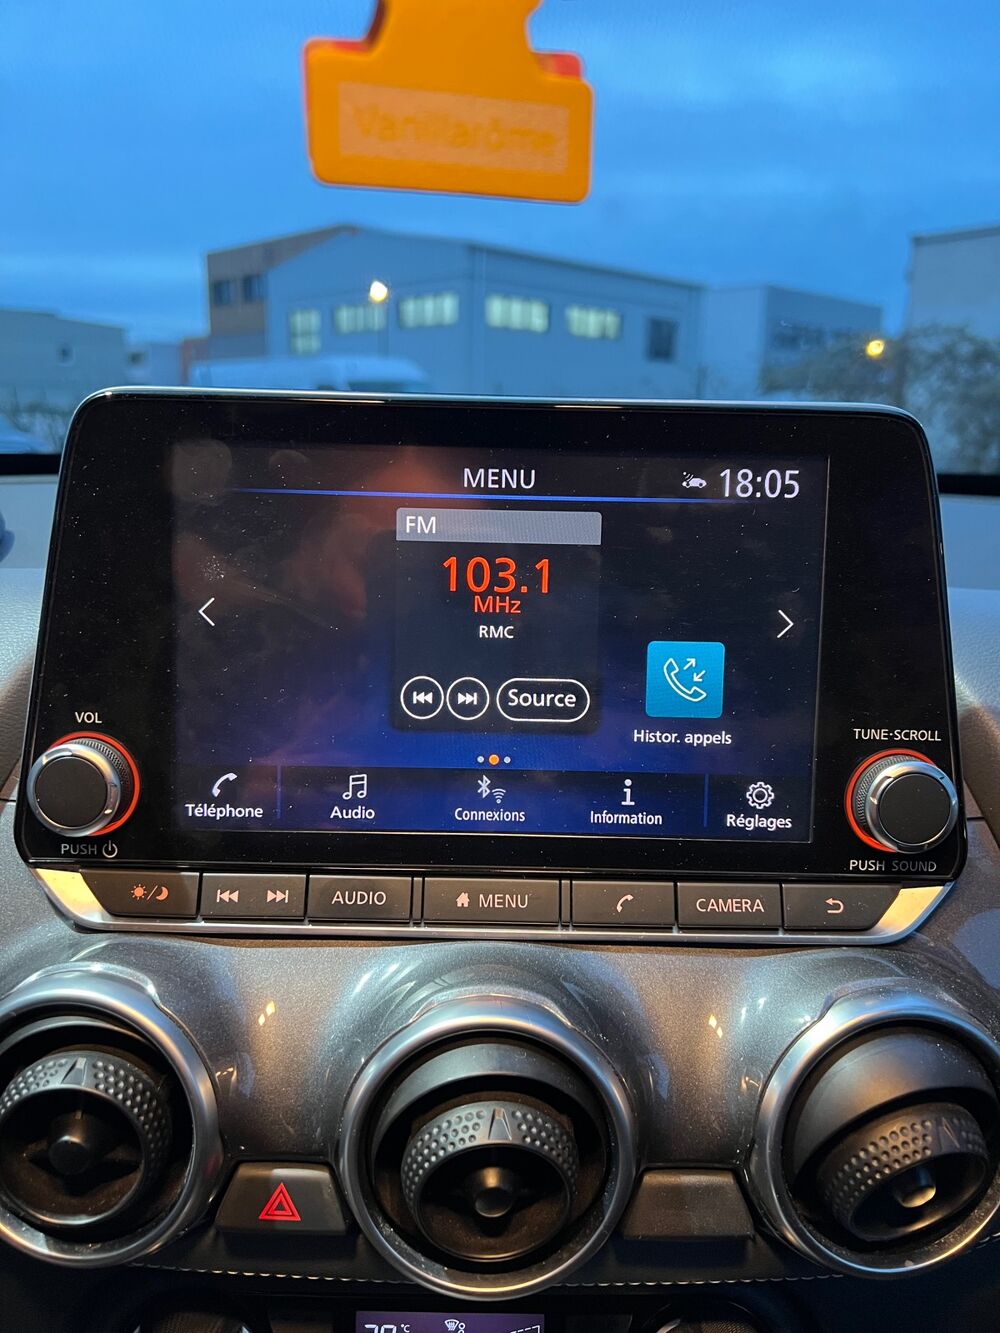 Vanillarôme
MENU
18:05
FM
103.1
MHz
RMC
Source
Histor. appels
VOL
TUNE·SCROLL
Téléphone
Audio
Connexions
Information
Réglages
PUSH
PUSH SOUND
AUDIO
MENU
CAMERA
°C